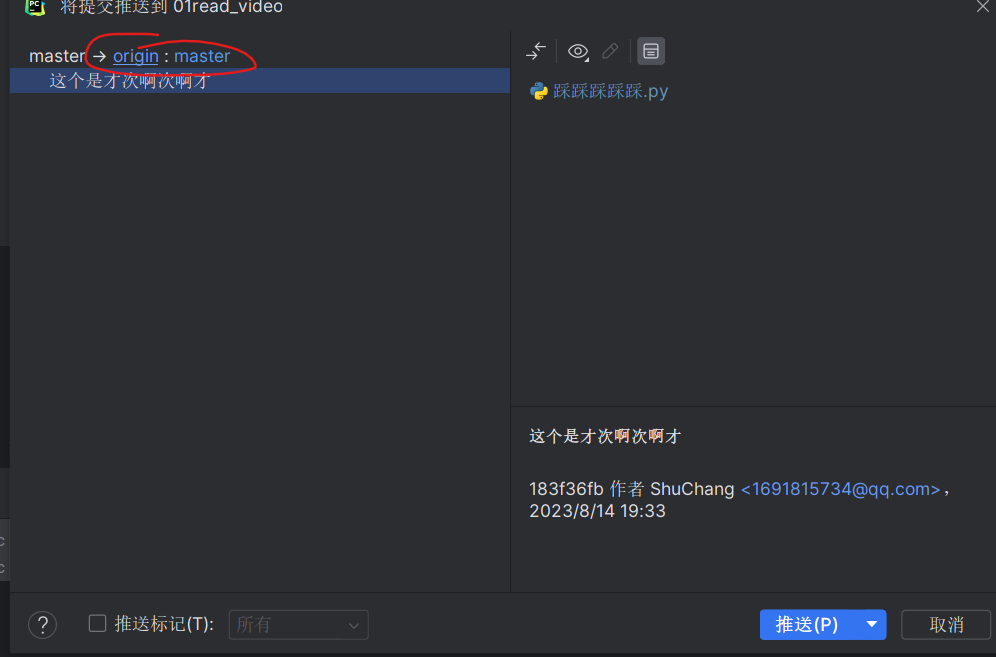 将提交推送到 01read_video
master → origin : master
这个是才次啊次啊才
踩踩踩踩踩.py
这个是才次啊次啊才
183f36fb 作者 ShuChang <1691815734@qq.com>,
2023/8/14 19:33
? 推送标记(T): 所有 推送(P) 取消